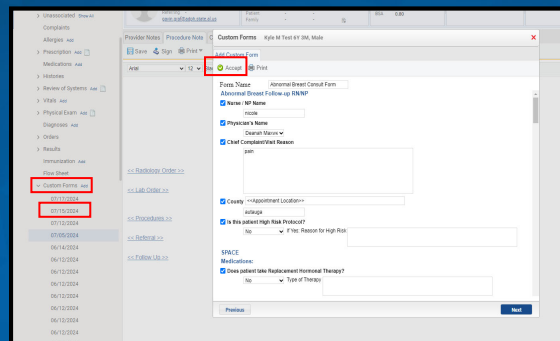 Unassociated Show All
Complaints
Allergies Add
Prescription Add
Medications Add
Histories
Review of Systems Add
Vitals Add
Physical Exam Add
Diagnoses Add
Orders
Results
Immunization Add
Flow Sheet
Custom Forms Add
07/17/2024
07/15/2024
07/12/2024
07/05/2024
06/14/2024
06/12/2024
06/12/2024
06/12/2024
06/12/2024
06/12/2024
06/12/2024
06/12/2024
Patient
Family
BSA 0.00
Provider Notes Procedure Note
Save Sign Print
Arial 12
<< Radiology Order >>
<< Lab Order >>
<< Procedures >>
<< Referral >>
<< Follow Up >>
Custom Forms Kyle M Test 6Y 3M, Male
Add Custom Form
Accept Print
Form Name Abnormal Breast Consult Form
Abnormal Breast Follow-up RN/NP
Nurse / NP Name
nicole
Physician's Name
Deanah Maxwe
Chief Complaint/Visit Reason
pain
County <<Appointment Location>>
autauga
Is this patient High Risk Protocol?
No If Yes: Reason for High Risk
SPACE
Medications:
Does patient take Replacement Hormonal Therapy?
No Type of Therapy
Previous Next